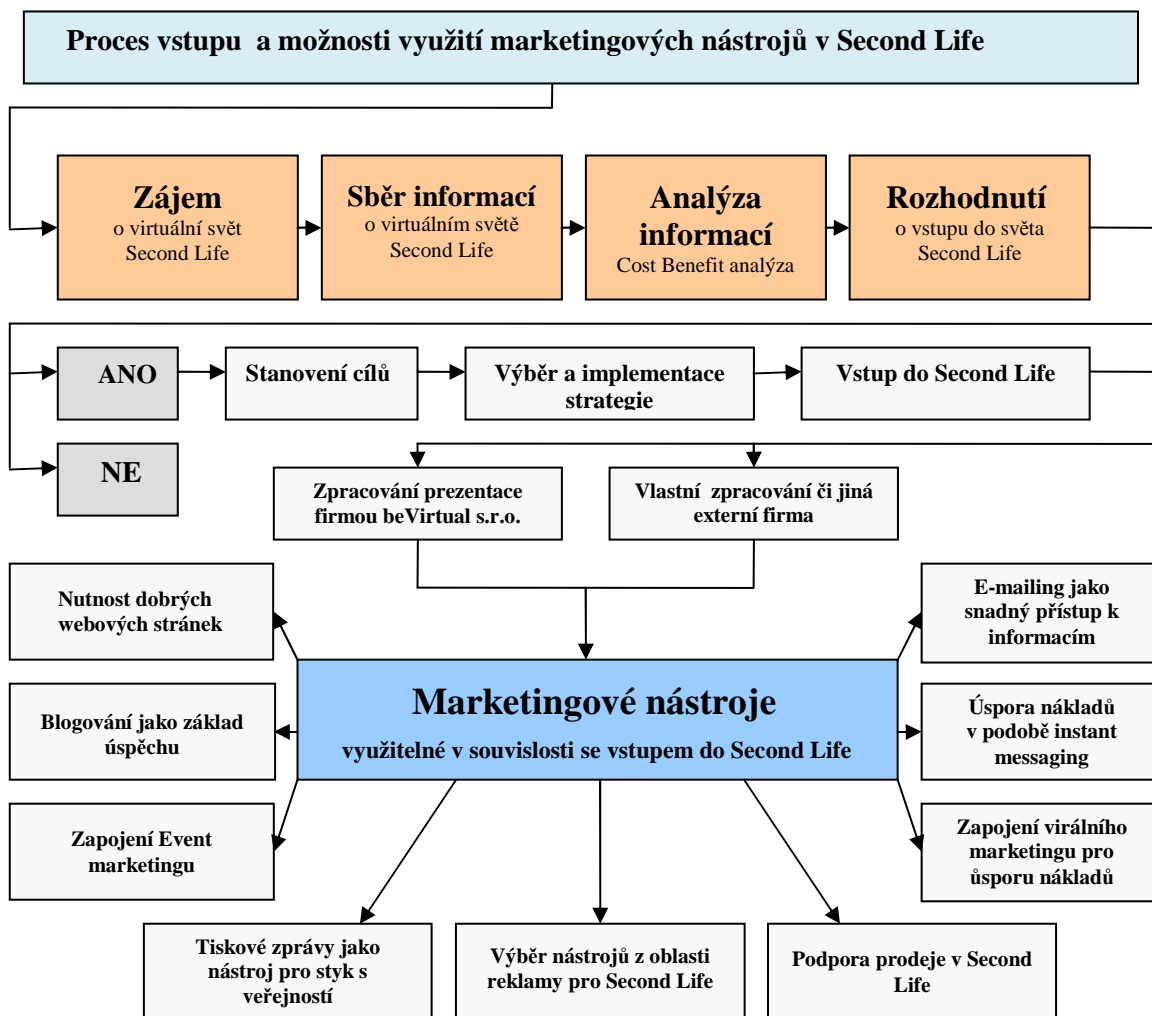 Proces vstupu a možnosti využití marketingových nástrojů v Second Life
Zájem
o virtuální svět
Second Life
Sběr informací
o virtuálním světě
Second Life
Analýza
informací
Cost Benefit analýza
Rozhodnutí
o vstupu do světa
Second Life
ANO
Stanovení cílů
Výběr a implementace
strategie
Vstup do Second Life
NE
Zpracování prezentace
firmou beVirtual s.r.o.
Vlastní zpracování či jiná
externí firma
Nutnost dobrých
webových stránek
E-mailing jako
snadný přístup k
informacím
Marketingové nástroje
využitelné v souvislosti se vstupem do Second Life
Blogování jako základ
úspěchu
Úspora nákladů
v podobě instant
messaging
Zapojení Event
marketingu
Zapojení virálního
marketingu pro
ůsporu nákladů
Tiskové zprávy jako
nástroj pro styk s
veřejností
Výběr nástrojů z oblasti
reklamy pro Second Life
Podpora prodeje v Second
Life